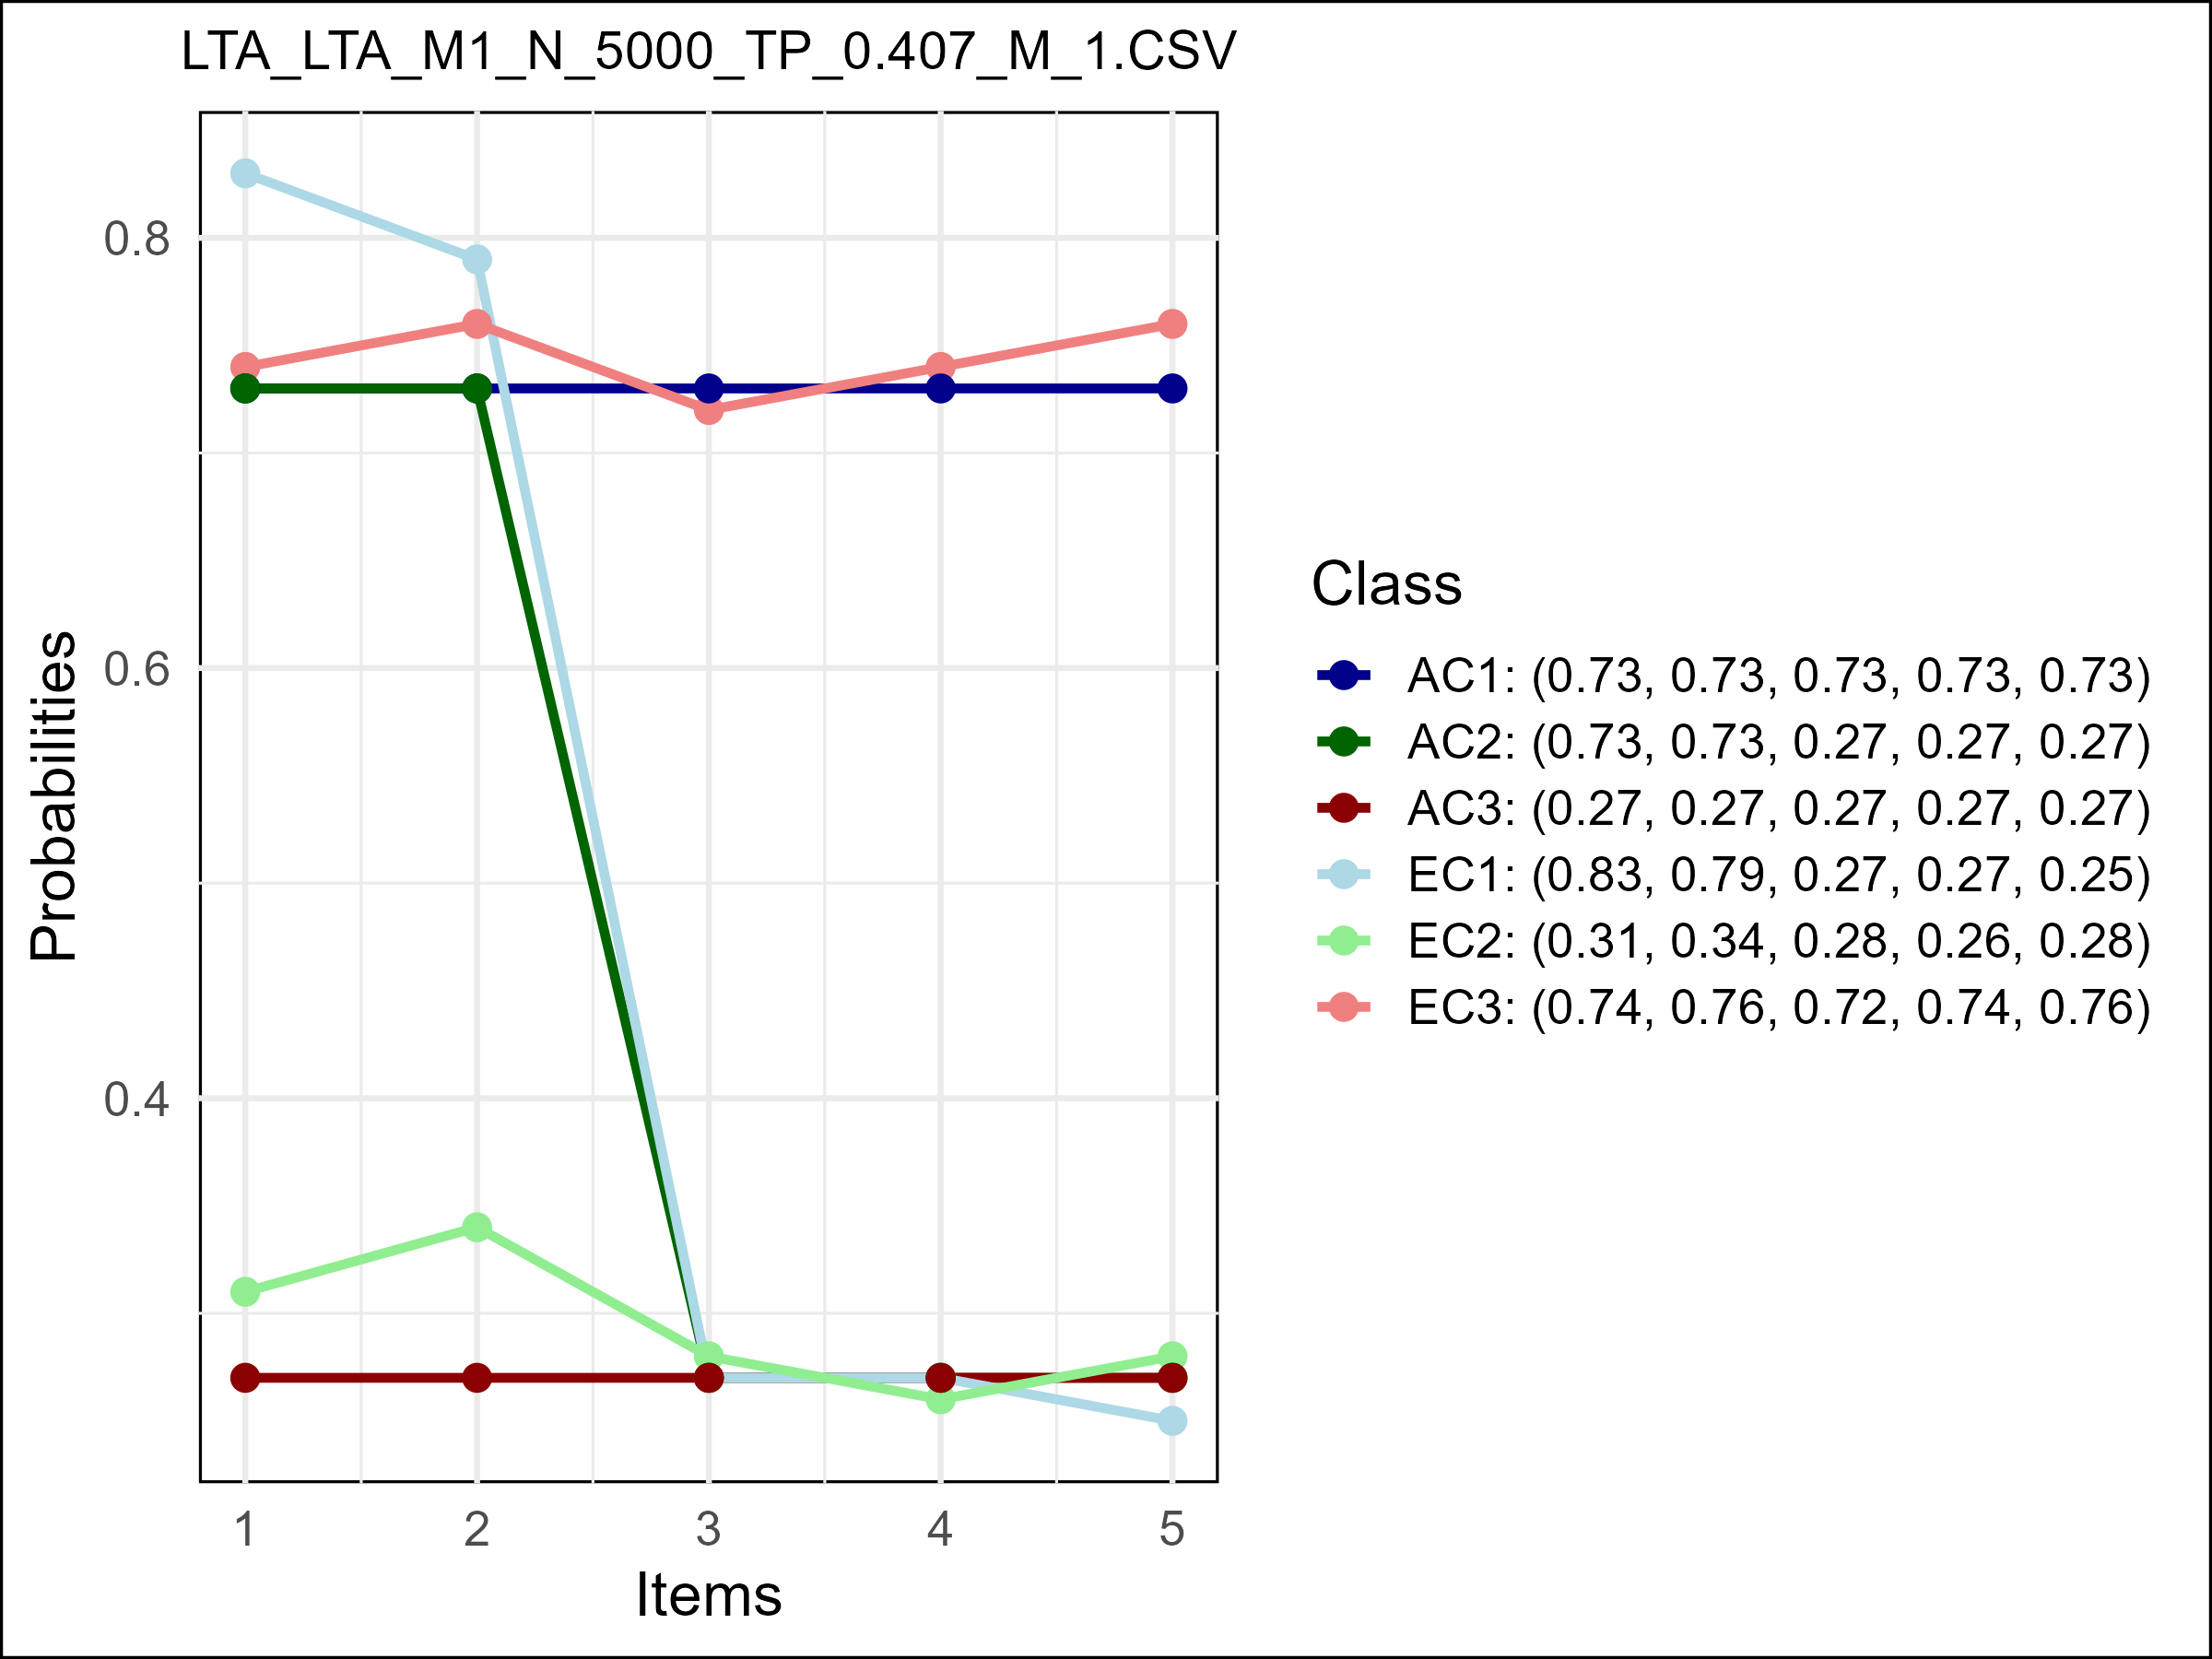 LTA_LTA_M1_N_5000_TP_0.407_M_1.CSV
0.8
0.6
0.4
Probabilities
1 2 3 4 5
Items
Class
AC1: (0.73, 0.73, 0.73, 0.73, 0.73)
AC2: (0.73, 0.73, 0.27, 0.27, 0.27)
AC3: (0.27, 0.27, 0.27, 0.27, 0.27)
EC1: (0.83, 0.79, 0.27, 0.27, 0.25)
EC2: (0.31, 0.34, 0.28, 0.26, 0.28)
EC3: (0.74, 0.76, 0.72, 0.74, 0.76)